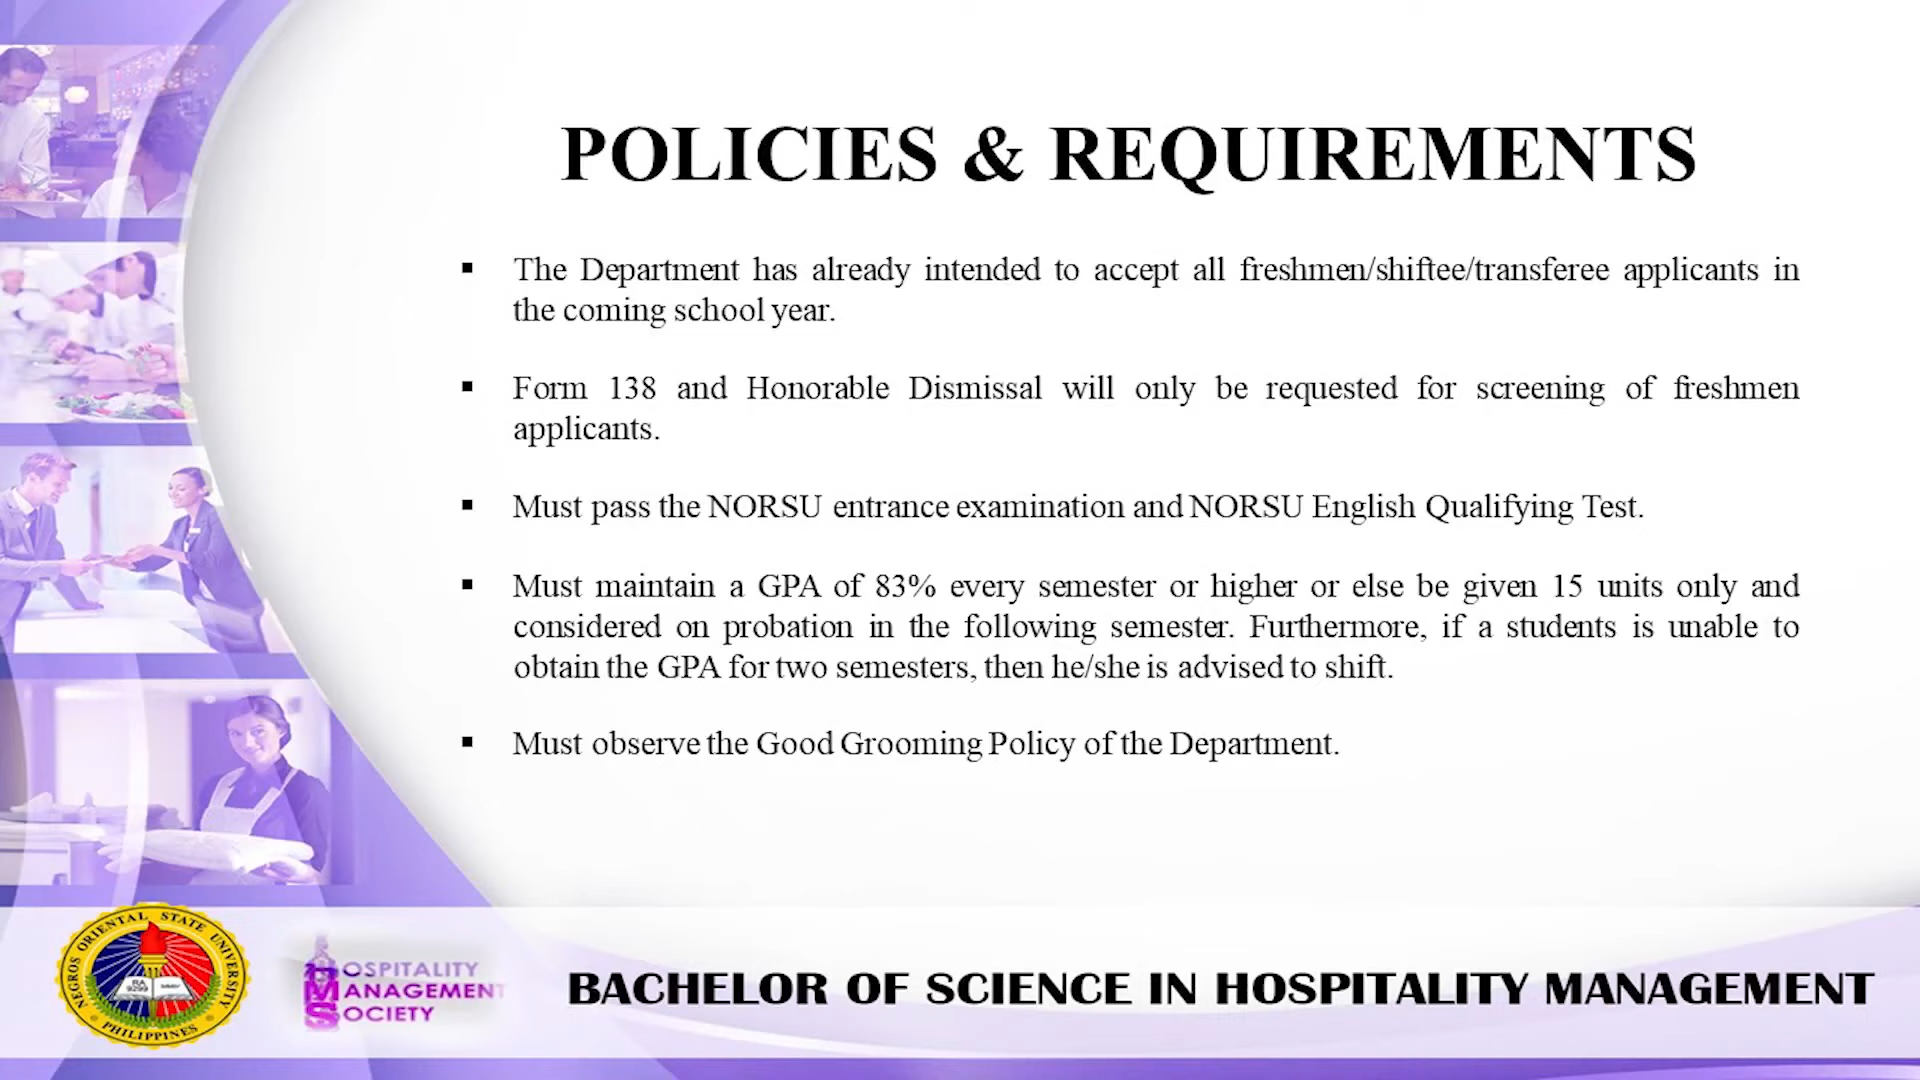 POLICIES & REQUIREMENTS
▪ The Department has already intended to accept all freshmen/shiftee/transferee applicants in
the coming school year.
▪ Form 138 and Honorable Dismissal will only be requested for screening of freshmen
applicants.
▪ Must pass the NORSU entrance examination and NORSU English Qualifying Test.
▪ Must maintain a GPA of 83% every semester or higher or else be given 15 units only and
considered on probation in the following semester. Furthermore, if a students is unable to
obtain the GPA for two semesters, then he/she is advised to shift.
▪ Must observe the Good Grooming Policy of the Department.
NEGROS ORIENTAL STATE UNIVERSITY
RA
9299
PHILIPPINES
HOSPITALITY
MANAGEMENT
SOCIETY
BACHELOR OF SCIENCE IN HOSPITALITY MANAGEMENT